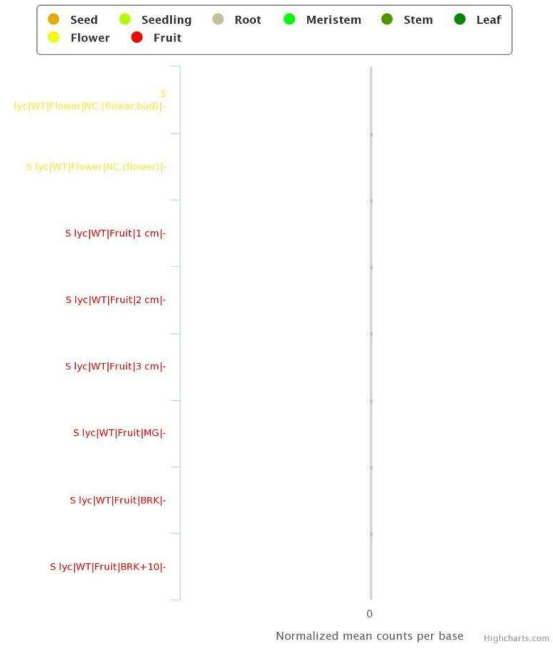 Seed Seedling Root Meristem Stem Leaf
Flower Fruit
S
lyc|WT|Flower|NC.(flower.bud)|-
S lyc|WT|Flower|NC.(flower)|-
S lyc|WT|Fruit|1 cm|-
S lyc|WT|Fruit|2 cm|-
S lyc|WT|Fruit|3 cm|-
S lyc|WT|Fruit|MG|-
S lyc|WT|Fruit|BRK|-
S lyc|WT|Fruit|BRK+10|-
0
Normalized mean counts per base
Highcharts.com